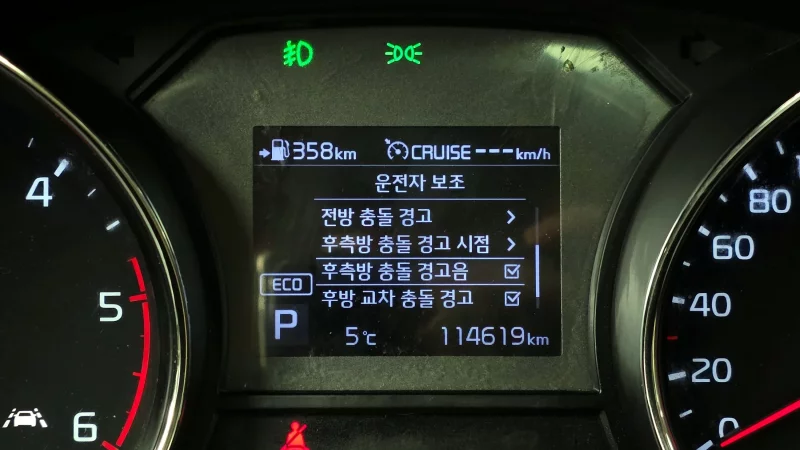 358km CRUISE ---km/h
운전자 보조
전방 충돌 경고
후측방 충돌 경고 시점
후측방 충돌 경고음
후방 교차 충돌 경고
ECO
P
5℃ 114619km
4
5
6
80
60
40
20
0